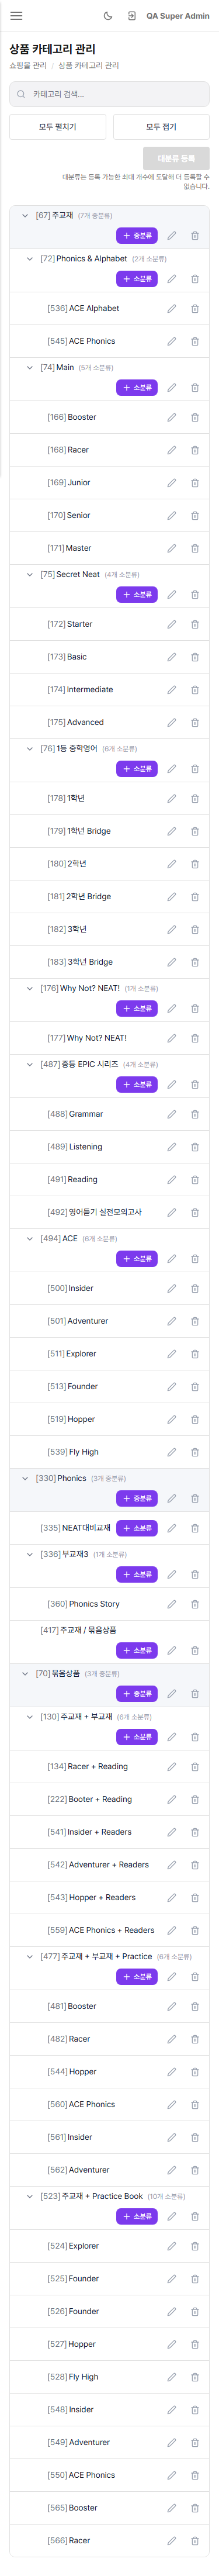 QA Super Admin
상품 카테고리 관리
쇼핑몰 관리 / 상품 카테고리 관리
카테고리 검색...
모두 펼치기 모두 접기
대분류 등록
대분류는 등록 가능한 최대 개수에 도달해 더 등록할 수
없습니다.
[67] 주교재 (7개 중분류)
+ 중분류
[72] Phonics & Alphabet (2개 소분류)
+ 소분류
[536] ACE Alphabet
[545] ACE Phonics
[74] Main (5개 소분류)
+ 소분류
[166] Booster
[168] Racer
[169] Junior
[170] Senior
[171] Master
[75] Secret Neat (4개 소분류)
+ 소분류
[172] Starter
[173] Basic
[174] Intermediate
[175] Advanced
[76] 1등 중학영어 (6개 소분류)
+ 소분류
[178] 1학년
[179] 1학년 Bridge
[180] 2학년
[181] 2학년 Bridge
[182] 3학년
[183] 3학년 Bridge
[176] Why Not? NEAT! (1개 소분류)
+ 소분류
[177] Why Not? NEAT!
[487] 중등 EPIC 시리즈 (4개 소분류)
+ 소분류
[488] Grammar
[489] Listening
[491] Reading
[492] 영어듣기 실전모의고사
[494] ACE (6개 소분류)
+ 소분류
[500] Insider
[501] Adventurer
[511] Explorer
[513] Founder
[519] Hopper
[539] Fly High
[330] Phonics (3개 중분류)
+ 중분류
[335] NEAT대비교재 + 소분류
[336] 부교재3 (1개 소분류)
+ 소분류
[360] Phonics Story
[417] 주교재 / 묶음상품
+ 소분류
[70] 묶음상품 (3개 중분류)
+ 중분류
[130] 주교재 + 부교재 (6개 소분류)
+ 소분류
[134] Racer + Reading
[222] Booter + Reading
[541] Insider + Readers
[542] Adventurer + Readers
[543] Hopper + Readers
[559] ACE Phonics + Readers
[477] 주교재 + 부교재 + Practice (6개 소분류)
+ 소분류
[481] Booster
[482] Racer
[544] Hopper
[560] ACE Phonics
[561] Insider
[562] Adventurer
[523] 주교재 + Practice Book (10개 소분류)
+ 소분류
[524] Explorer
[525] Founder
[526] Founder
[527] Hopper
[528] Fly High
[548] Insider
[549] Adventurer
[550] ACE Phonics
[565] Booster
[566] Racer